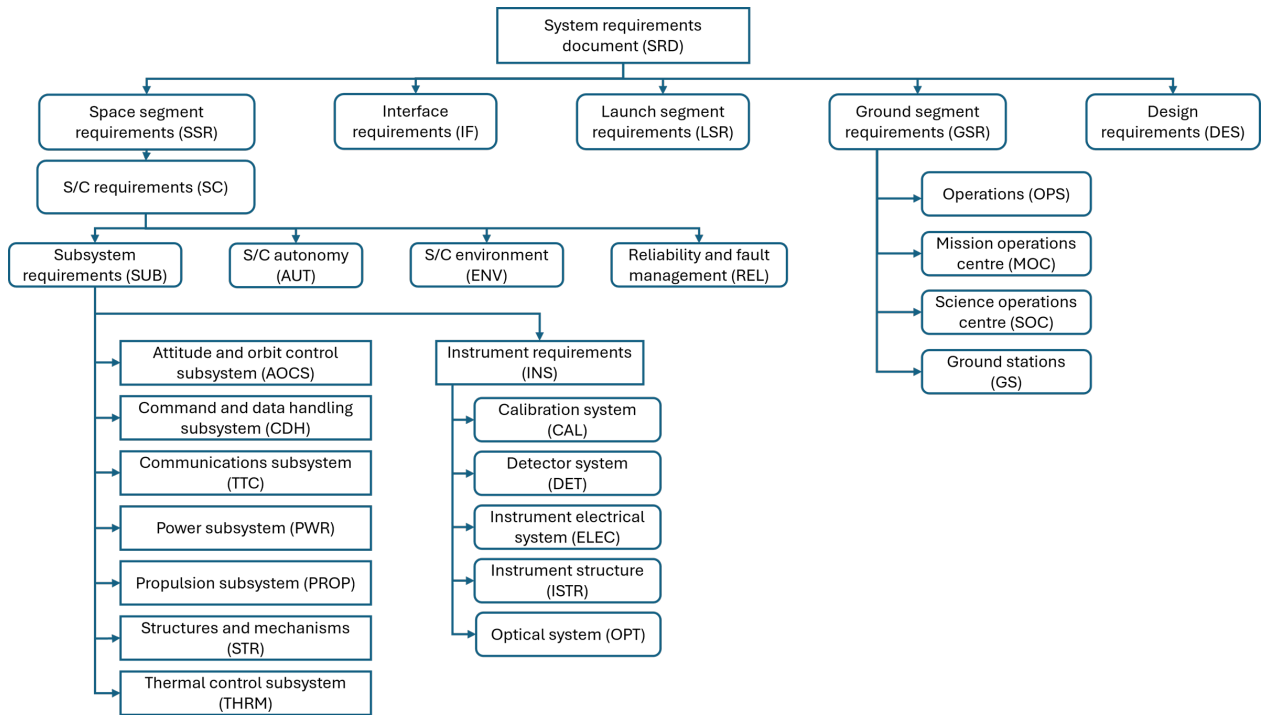 System requirements
document (SRD)
Space segment
requirements (SSR)
Interface
requirements (IF)
Launch segment
requirements (LSR)
Ground segment
requirements (GSR)
Design
requirements (DES)
S/C requirements (SC)
Operations (OPS)
Mission operations
centre (MOC)
Science operations
centre (SOC)
Ground stations
(GS)
Subsystem
requirements (SUB)
S/C autonomy
(AUT)
S/C environment
(ENV)
Reliability and fault
management (REL)
Attitude and orbit control
subsystem (AOCS)
Command and data handling
subsystem (CDH)
Communications subsystem
(TTC)
Power subsystem (PWR)
Propulsion subsystem (PROP)
Structures and mechanisms
(STR)
Thermal control subsystem
(THRM)
Instrument requirements
(INS)
Calibration system
(CAL)
Detector system
(DET)
Instrument electrical
system (ELEC)
Instrument structure
(ISTR)
Optical system (OPT)